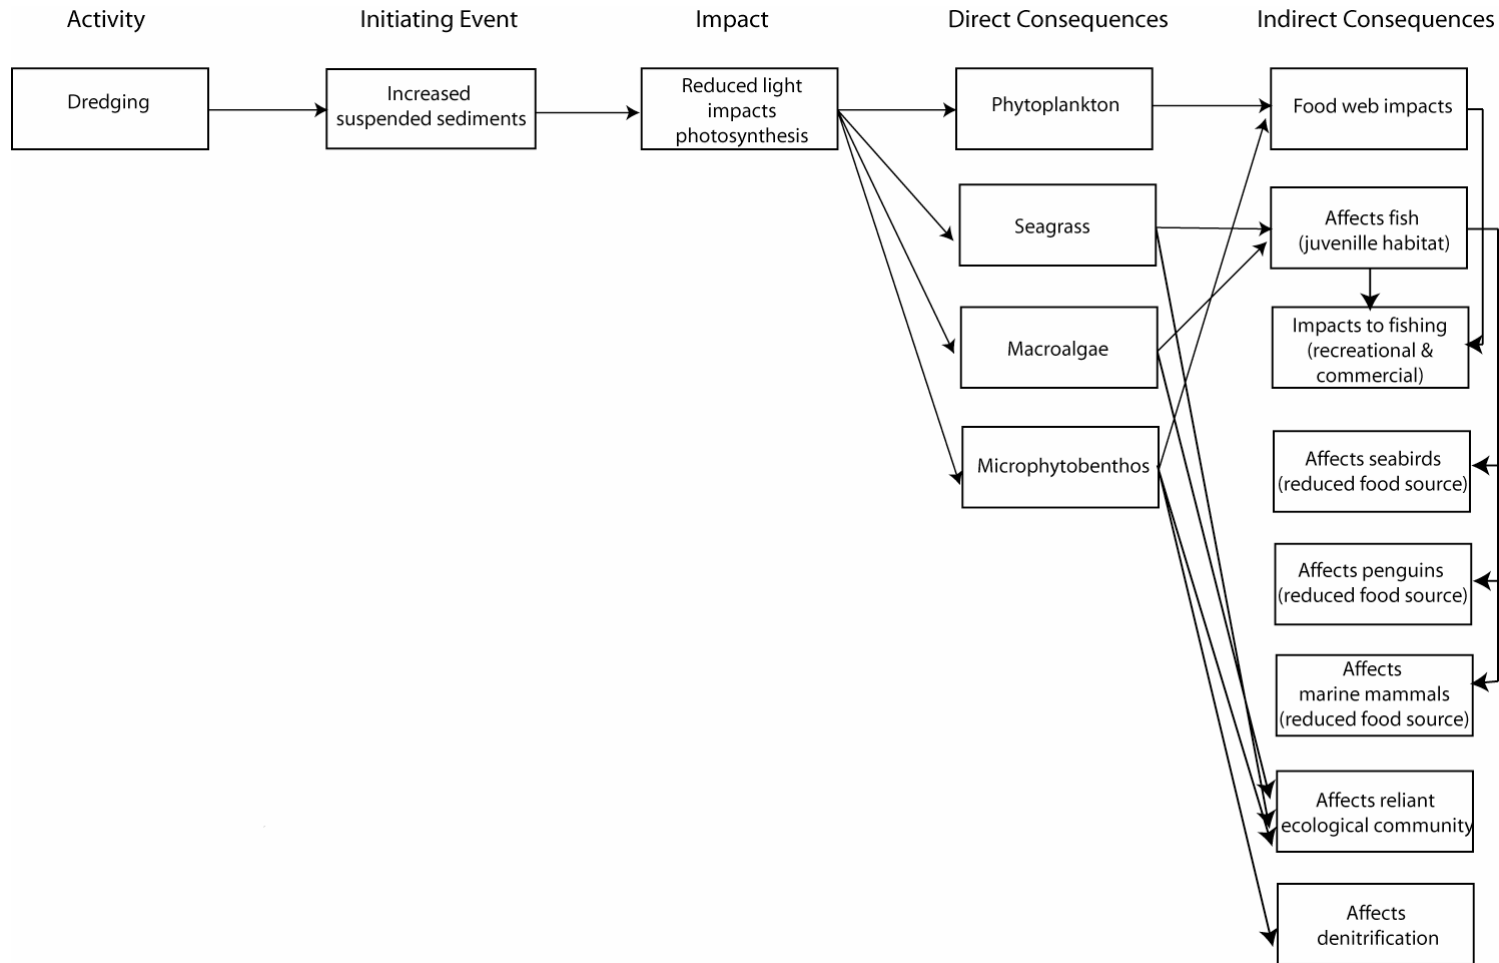 Activity
Initiating Event
Impact
Direct Consequences
Indirect Consequences
Dredging
Increased
suspended sediments
Reduced light
impacts
photosynthesis
Phytoplankton
Seagrass
Macroalgae
Microphytobenthos
Food web impacts
Affects fish
(juvenille habitat)
Impacts to fishing
(recreational &
commercial)
Affects seabirds
(reduced food source)
Affects penguins
(reduced food source)
Affects
marine mammals
(reduced food source)
Affects reliant
ecological community
Affects
denitrification